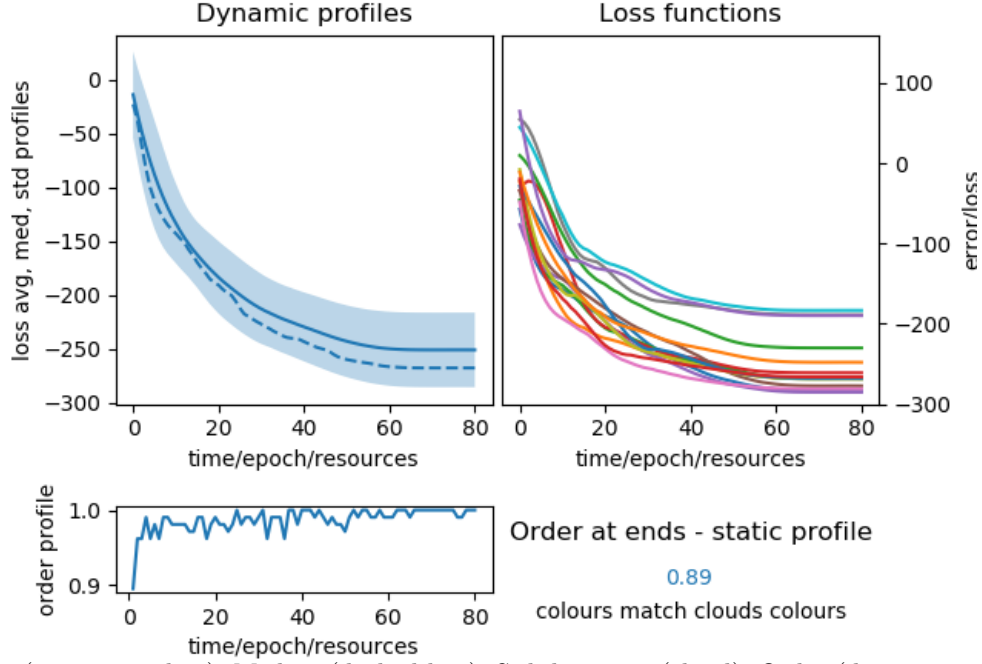 Dynamic profiles
loss avg, med, std profiles
0
−50
−100
−150
−200
−250
−300
0 20 40 60 80
time/epoch/resources
Loss functions
100
0
−100
−200
−300
error/loss
0 20 40 60 80
time/epoch/resources
order profile
1.0
0.9
0 20 40 60 80
time/epoch/resources
Order at ends - static profile
0.89
colours match clouds colours